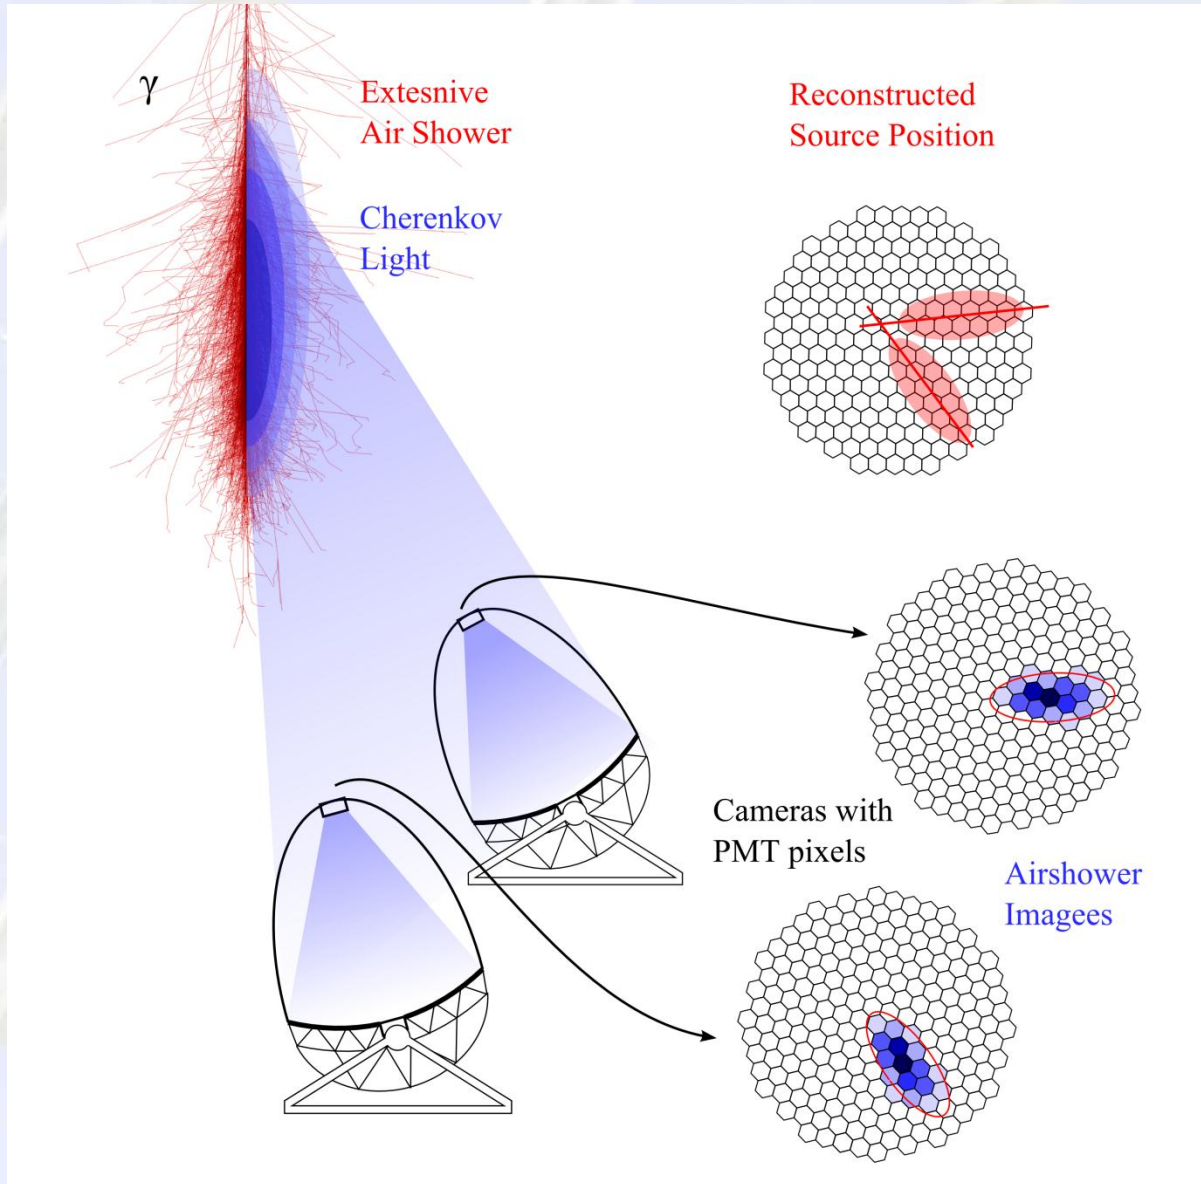 γ
Extesnive
Air Shower
Cherenkov
Light
Reconstructed
Source Position
Cameras with
PMT pixels
Airshower
Imagees